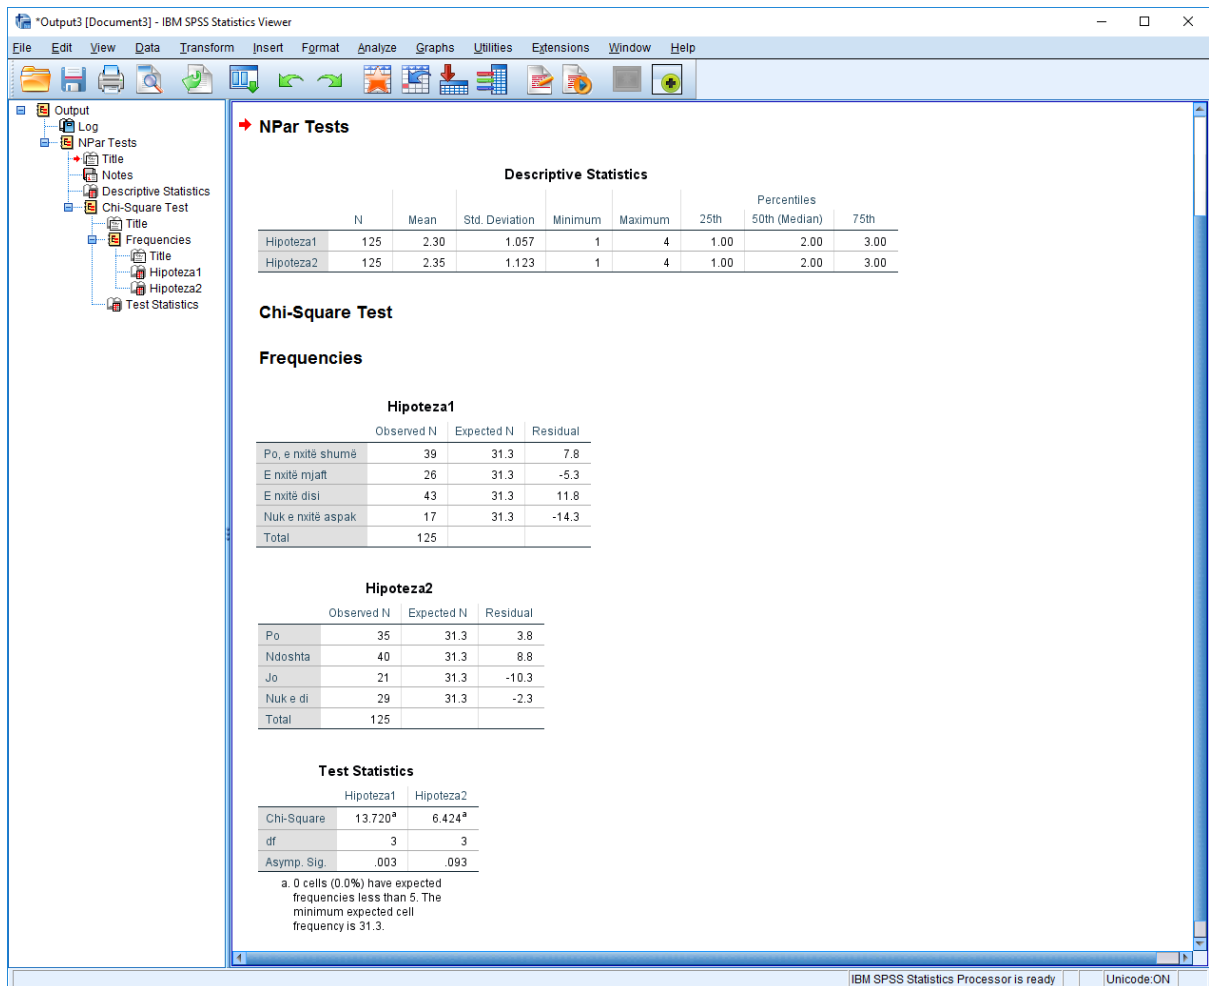 *Output3 [Document3] - IBM SPSS Statistics Viewer
File Edit View Data Transform Insert Format Analyze Graphs Utilities Extensions Window Help
Output
Log
NPar Tests
Title
Notes
Descriptive Statistics
Chi-Square Test
Title
Frequencies
Title
Hipoteza1
Hipoteza2
Test Statistics
NPar Tests
Descriptive Statistics
Percentiles
N Mean Std. Deviation Minimum Maximum 25th 50th (Median) 75th
Hipoteza1 125 2.30 1.057 1 4 1.00 2.00 3.00
Hipoteza2 125 2.35 1.123 1 4 1.00 2.00 3.00
Chi-Square Test
Frequencies
Hipoteza1
Observed N Expected N Residual
Po, e nxitë shumë 39 31.3 7.8
E nxitë mjaft 26 31.3 -5.3
E nxitë disi 43 31.3 11.8
Nuk e nxitë aspak 17 31.3 -14.3
Total 125
Hipoteza2
Observed N Expected N Residual
Po 35 31.3 3.8
Ndoshta 40 31.3 8.8
Jo 21 31.3 -10.3
Nuk e di 29 31.3 -2.3
Total 125
Test Statistics
Hipoteza1 Hipoteza2
Chi-Square 13.720a 6.424a
df 3 3
Asymp. Sig. .003 .093
a. 0 cells (0.0%) have expected
frequencies less than 5. The
minimum expected cell
frequency is 31.3.
IBM SPSS Statistics Processor is ready Unicode:ON